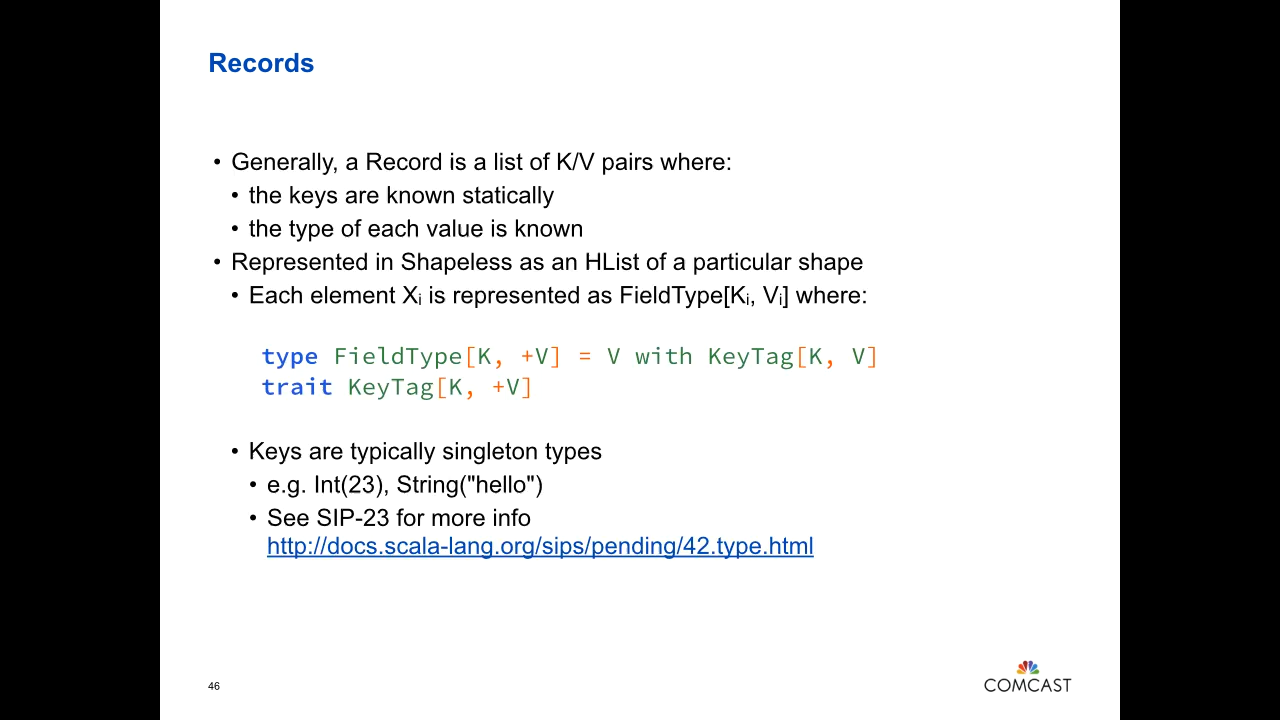 Records
• Generally, a Record is a list of K/V pairs where:
• the keys are known statically
• the type of each value is known
• Represented in Shapeless as an HList of a particular shape
• Each element Xi is represented as FieldType[Ki, Vi] where:
type FieldType[K, +V] = V with KeyTag[K, V]
trait KeyTag[K, +V]
• Keys are typically singleton types
• e.g. Int(23), String("hello")
• See SIP-23 for more info
http://docs.scala-lang.org/sips/pending/42.type.html
46
COMCAST